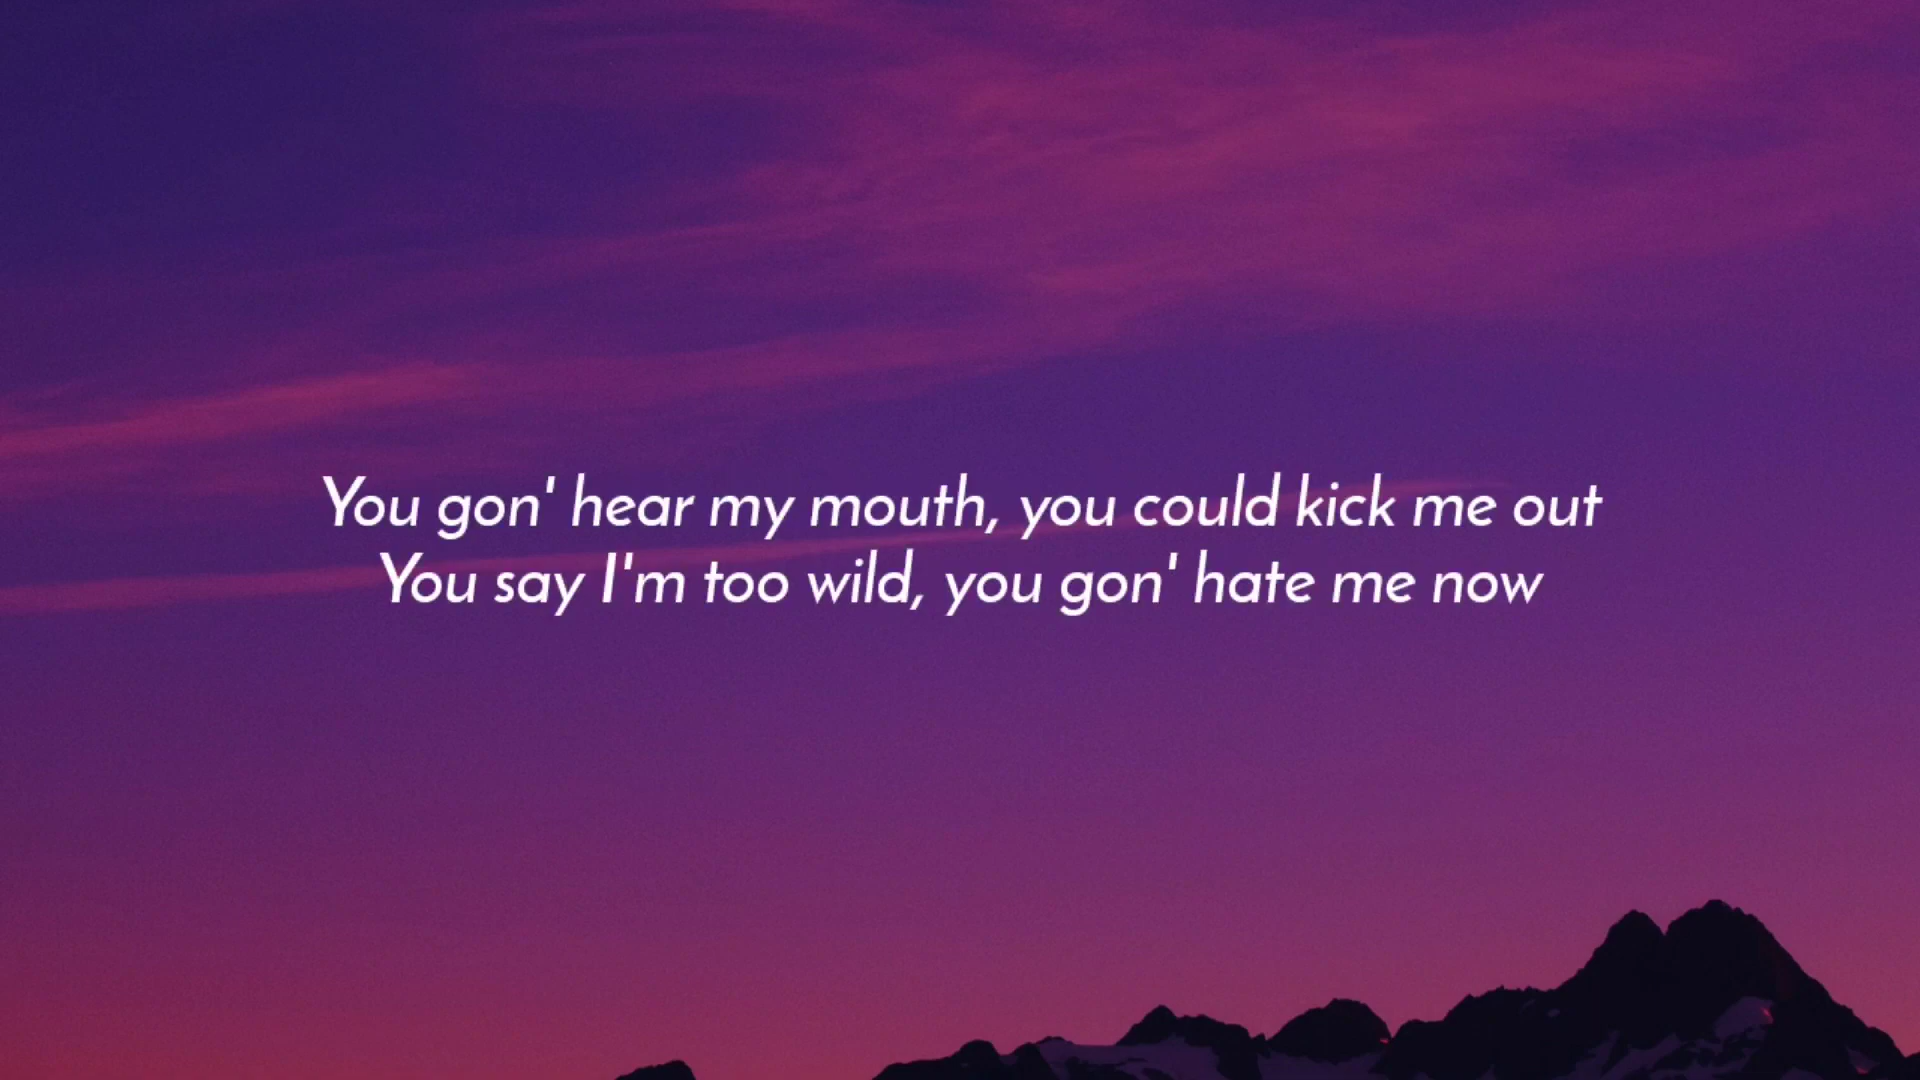 You gon' hear my mouth, you could kick me out
You say I'm too wild, you gon' hate me now